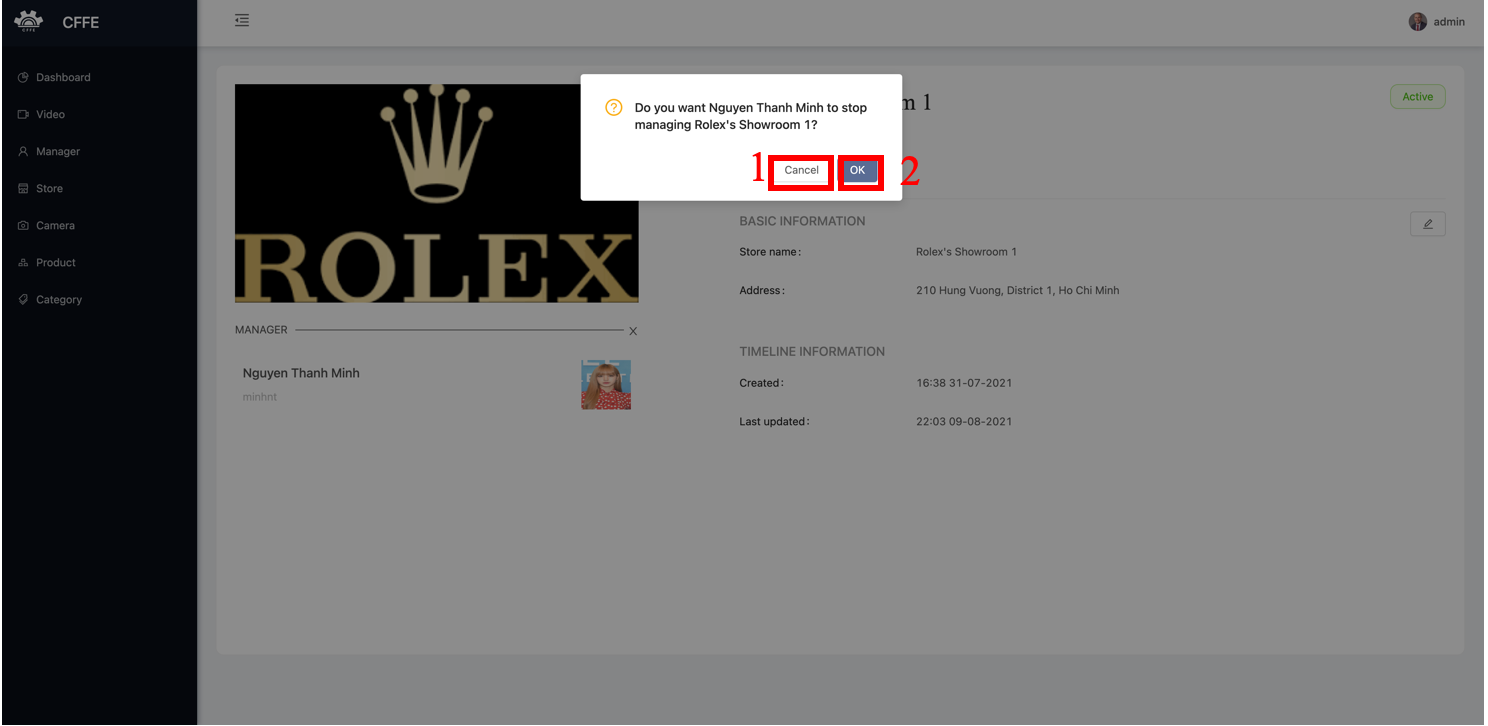 CFFE
CFFE
admin
Dashboard
Video
Manager
Store
Camera
Product
Category
ROLEX
Do you want Nguyen Thanh Minh to stop
managing Rolex's Showroom 1?
1 Cancel OK 2
m 1
Active
MANAGER X
Nguyen Thanh Minh
minhnt
BASIC INFORMATION
Store name: Rolex's Showroom 1
Address: 210 Hung Vuong, District 1, Ho Chi Minh
TIMELINE INFORMATION
Created: 16:38 31-07-2021
Last updated: 22:03 09-08-2021